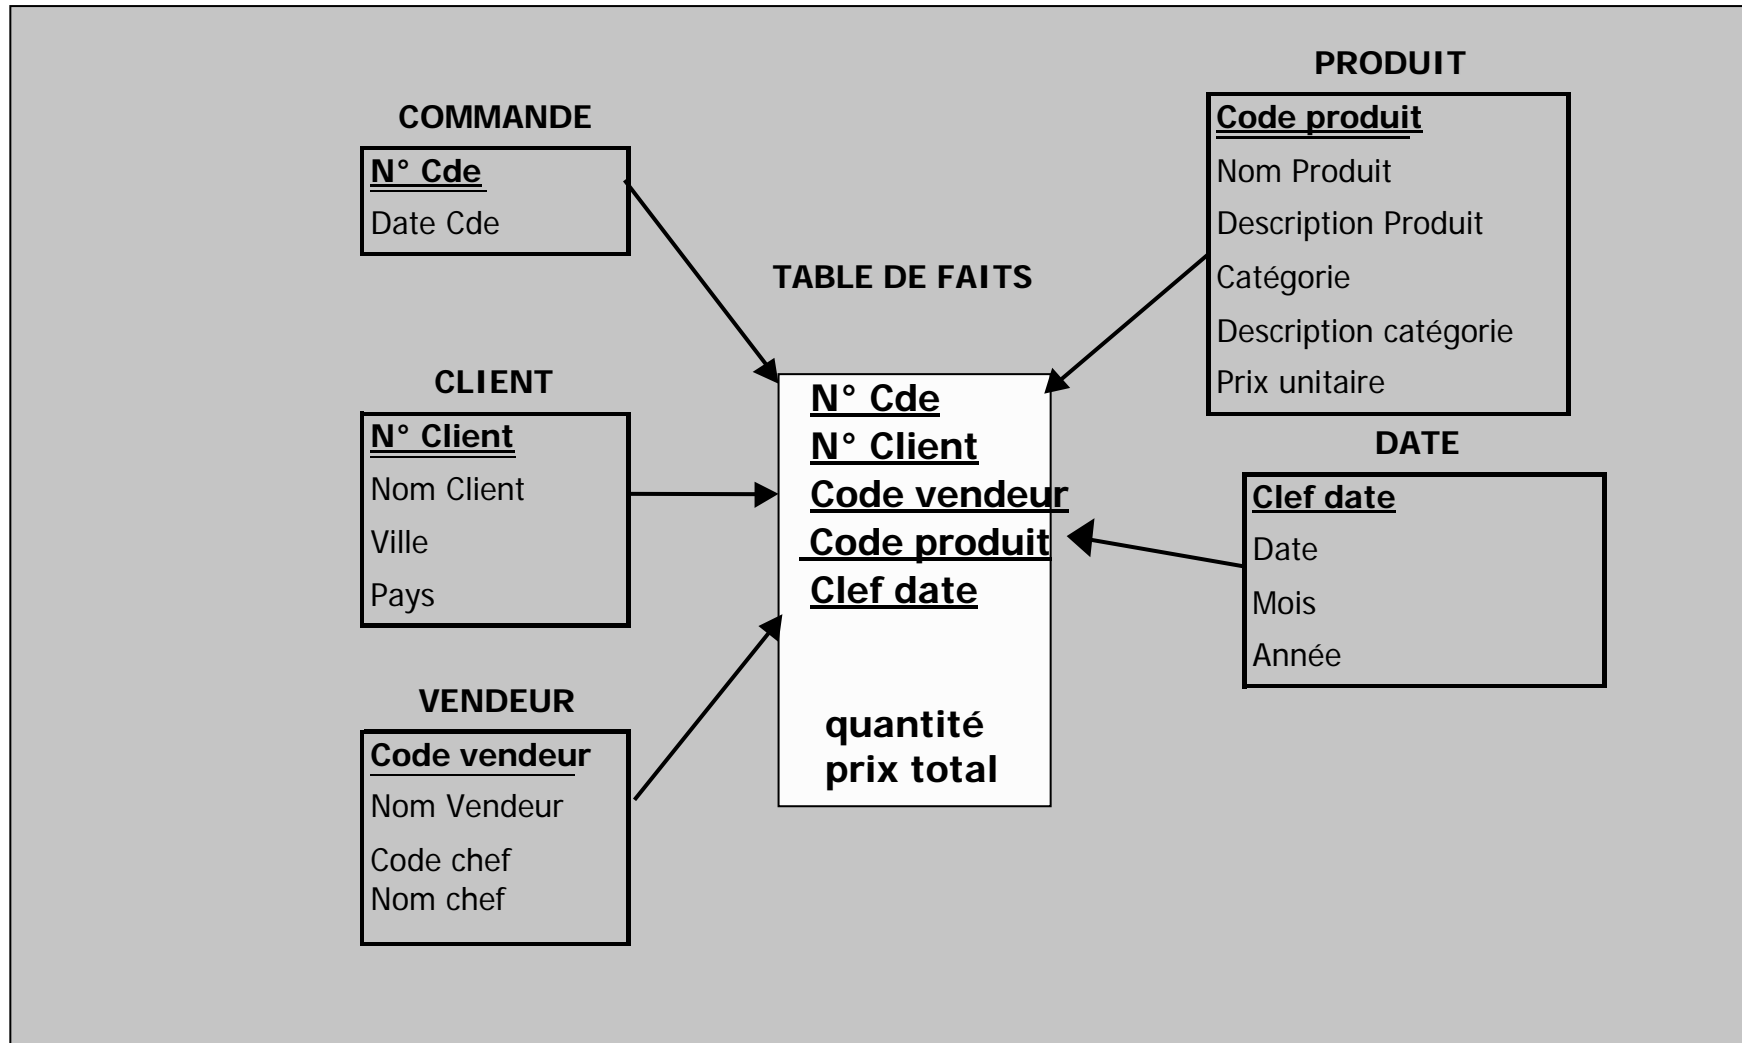 COMMANDE
N° Cde
Date Cde
CLIENT
N° Client
Nom Client
Ville
Pays
VENDEUR
Code vendeur
Nom Vendeur
Code chef
Nom chef
TABLE DE FAITS
N° Cde
N° Client
Code vendeur
Code produit
Clef date
quantité
prix total
PRODUIT
Code produit
Nom Produit
Description Produit
Catégorie
Description catégorie
Prix unitaire
DATE
Clef date
Date
Mois
Année